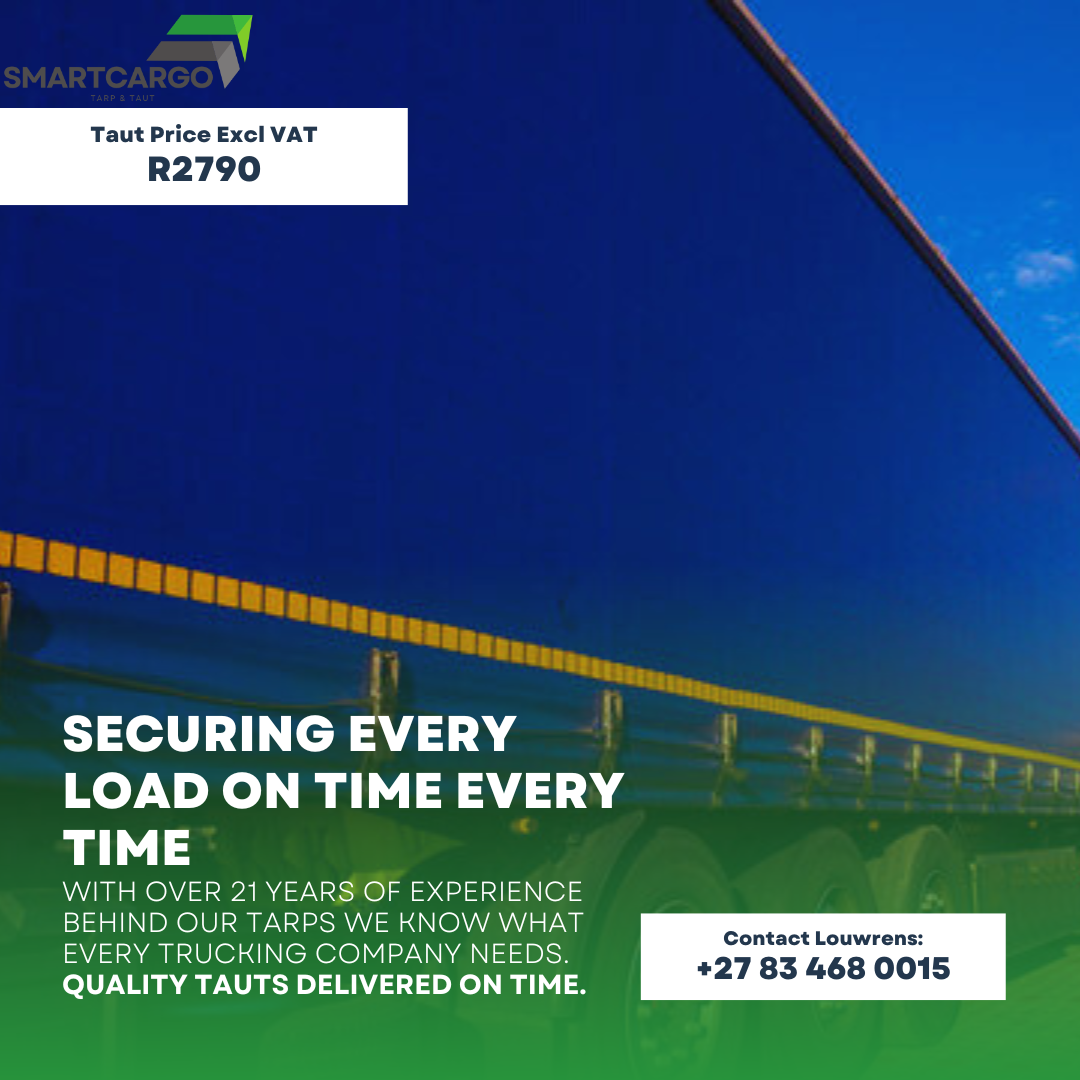 SMARTCARGO
TARP & TAUT
Taut Price Excl VAT
R2790
SECURING EVERY
LOAD ON TIME EVERY
TIME
WITH OVER 21 YEARS OF EXPERIENCE
BEHIND OUR TARPS WE KNOW WHAT
EVERY TRUCKING COMPANY NEEDS.
QUALITY TAUTS DELIVERED ON TIME.
Contact Louwrens:
+27 83 468 0015